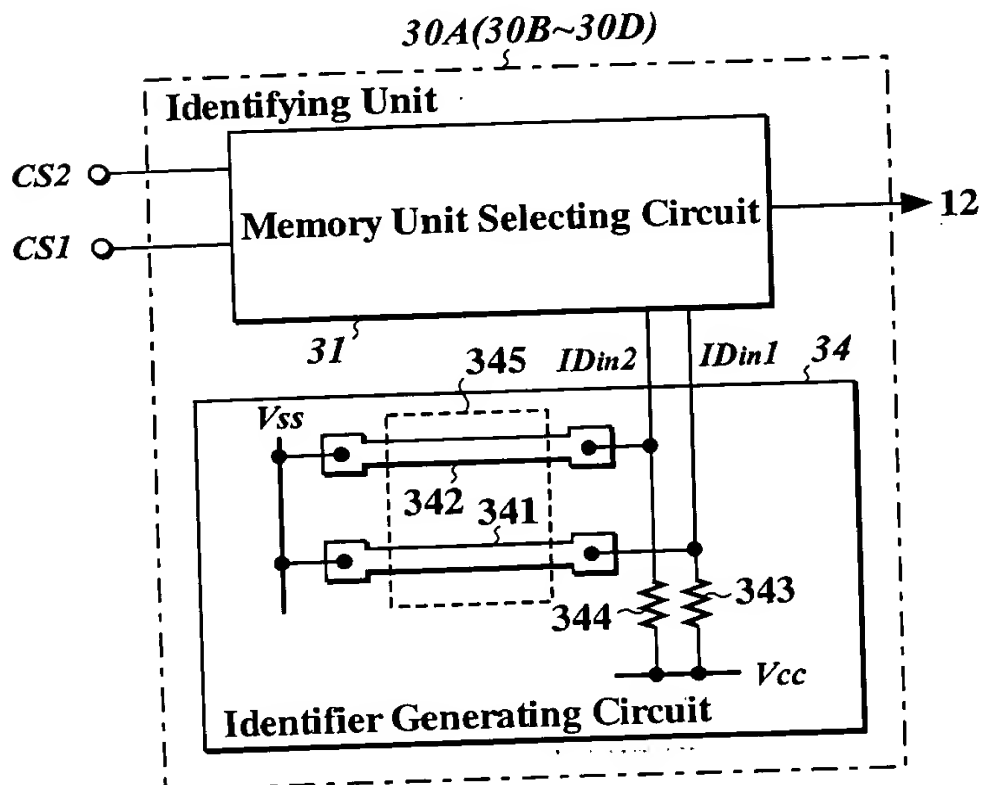 30A(30B~30D)
Identifying Unit
CS2
Memory Unit Selecting Circuit
12
CS1
31
IDin2
IDin1
34
345
Vss
342
341
344
343
Vcc
Identifier Generating Circuit